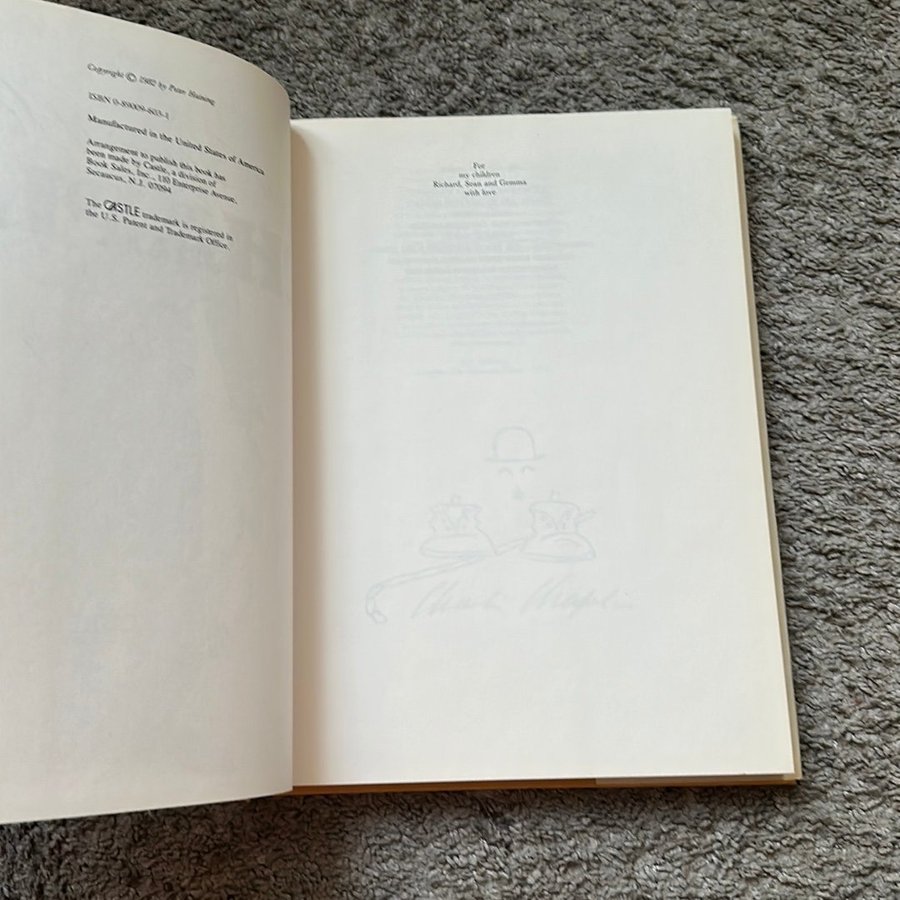 Copyright © 1982 by Peter Haining
ISBN 0-89009-603-1
Manufactured in the United States of America
Arrangement to publish this book has
been made by Castle, a division of
Book Sales, Inc., 110 Enterprise Avenue,
Secaucus, N.J. 07094
The CASTLE trademark is registered in
the U.S. Patent and Trademark Office.
For
my children
Richard, Sean and Gemma
with love
Charlie Chaplin